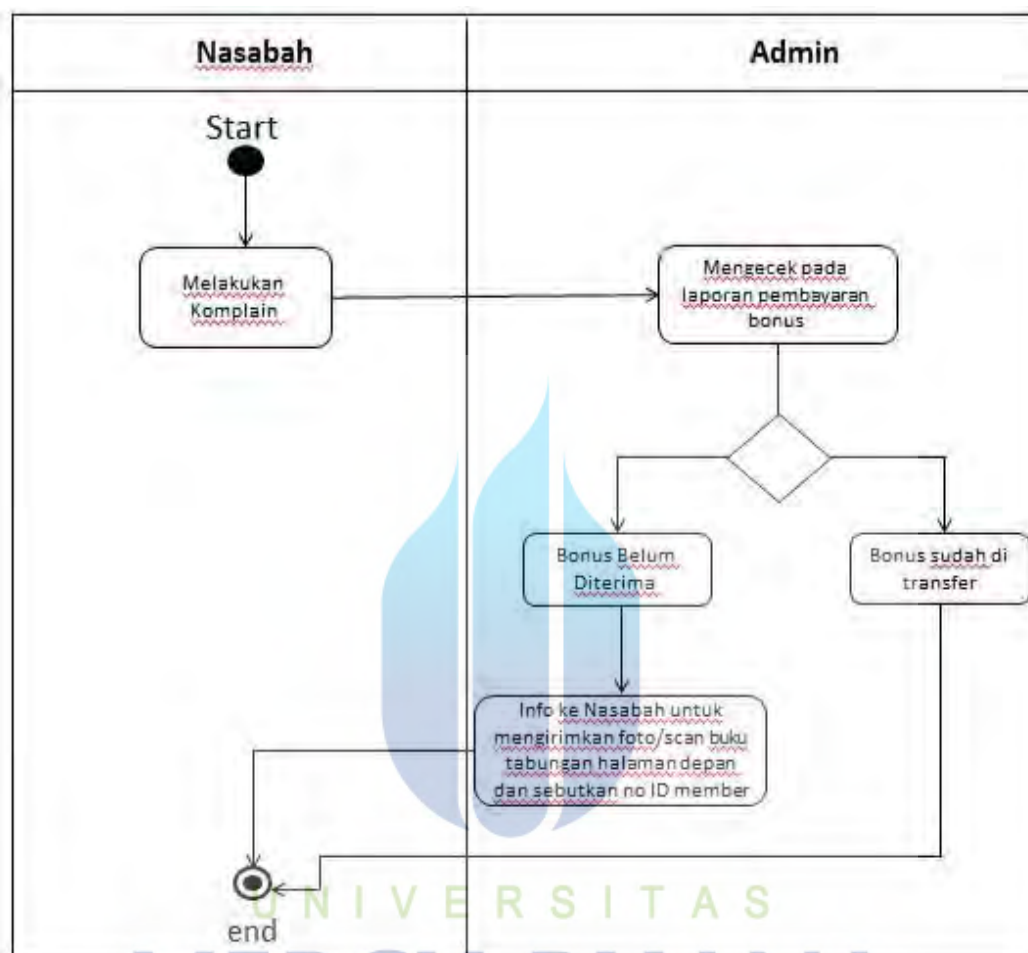 Nasabah
Admin
Start
Melakukan
Komplain
Mengecek pada
laporan pembayaran
bonus
Bonus Belum
Diterima
Bonus sudah di
transfer
Info ke Nasabah untuk
mengirimkan foto/scan buku
tabungan halaman depan
dan sebutkan no ID member
UNIVERSITAS
end